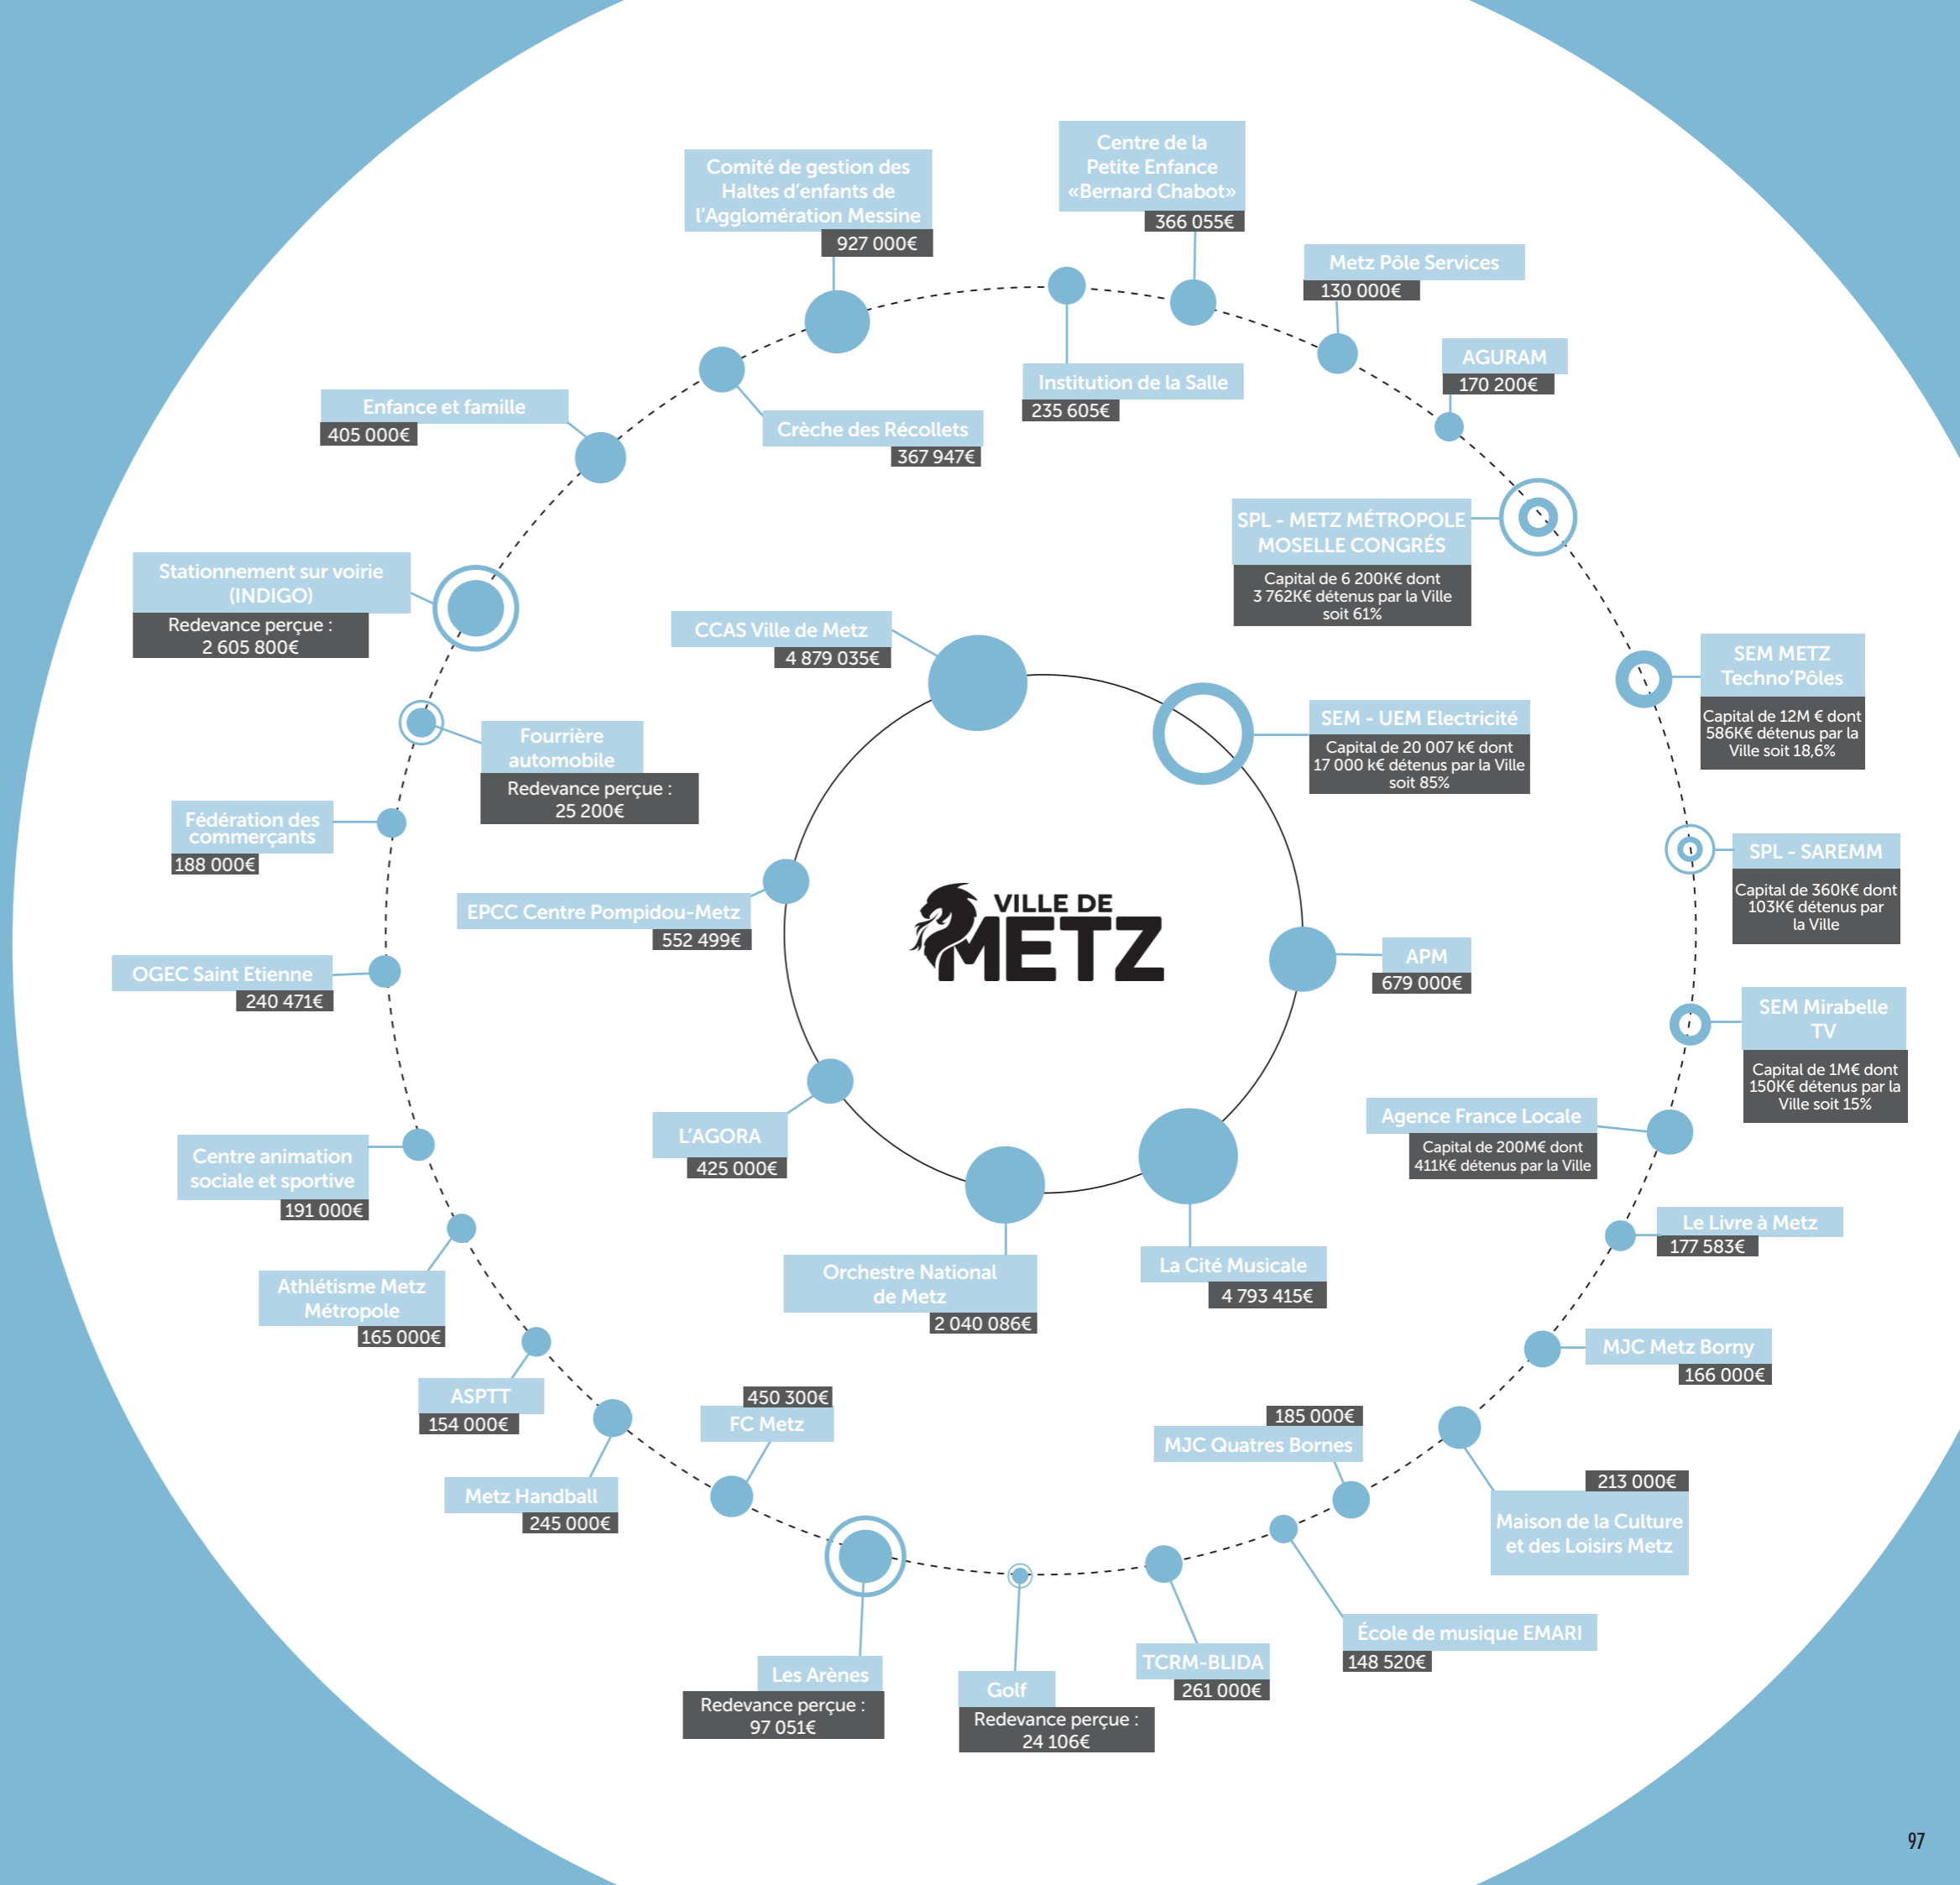 Centre de la
Petite Enfance
«Bernard Chabot»
366 055€
Comité de gestion des
Haltes d'enfants de
l'Agglomération Messine
927 000€
Metz Pôle Services
130 000€
AGURAM
170 200€
Institution de la Salle
235 605€
Crèche des Récollets
367 947€
Enfance et famille
405 000€
SPL - METZ MÉTROPOLE
MOSELLE CONGRÉS
Capital de 6 200K€ dont
3 762K€ détenus par la Ville
soit 61%
Stationnement sur voirie
(INDIGO)
Redevance perçue :
2 605 800€
CCAS Ville de Metz
4 879 035€
SEM METZ
Techno'Pôles
Capital de 12M € dont
586K€ détenus par la
Ville soit 18,6%
SEM - UEM Electricité
Capital de 20 007 k€ dont
17 000 k€ détenus par la Ville
soit 85%
Fourrière
automobile
Redevance perçue :
25 200€
Fédération des
commerçants
188 000€
SPL - SAREMM
Capital de 360K€ dont
103K€ détenus par
la Ville
EPCC Centre Pompidou-Metz
552 499€
VILLE DE
METZ
APM
679 000€
OGEC Saint Etienne
240 471€
SEM Mirabelle
TV
Capital de 1M€ dont
150K€ détenus par la
Ville soit 15%
Agence France Locale
Capital de 200M€ dont
411K€ détenus par la Ville
L'AGORA
425 000€
Centre animation
sociale et sportive
191 000€
Le Livre à Metz
177 583€
Orchestre National
de Metz
2 040 086€
La Cité Musicale
4 793 415€
Athlétisme Metz
Métropole
165 000€
MJC Metz Borny
166 000€
ASPTT
154 000€
450 300€
FC Metz
185 000€
MJC Quatres Bornes
213 000€
Maison de la Culture
et des Loisirs Metz
Metz Handball
245 000€
École de musique EMARI
148 520€
TCRM-BLIDA
261 000€
Les Arènes
Redevance perçue :
97 051€
Golf
Redevance perçue :
24 106€
97